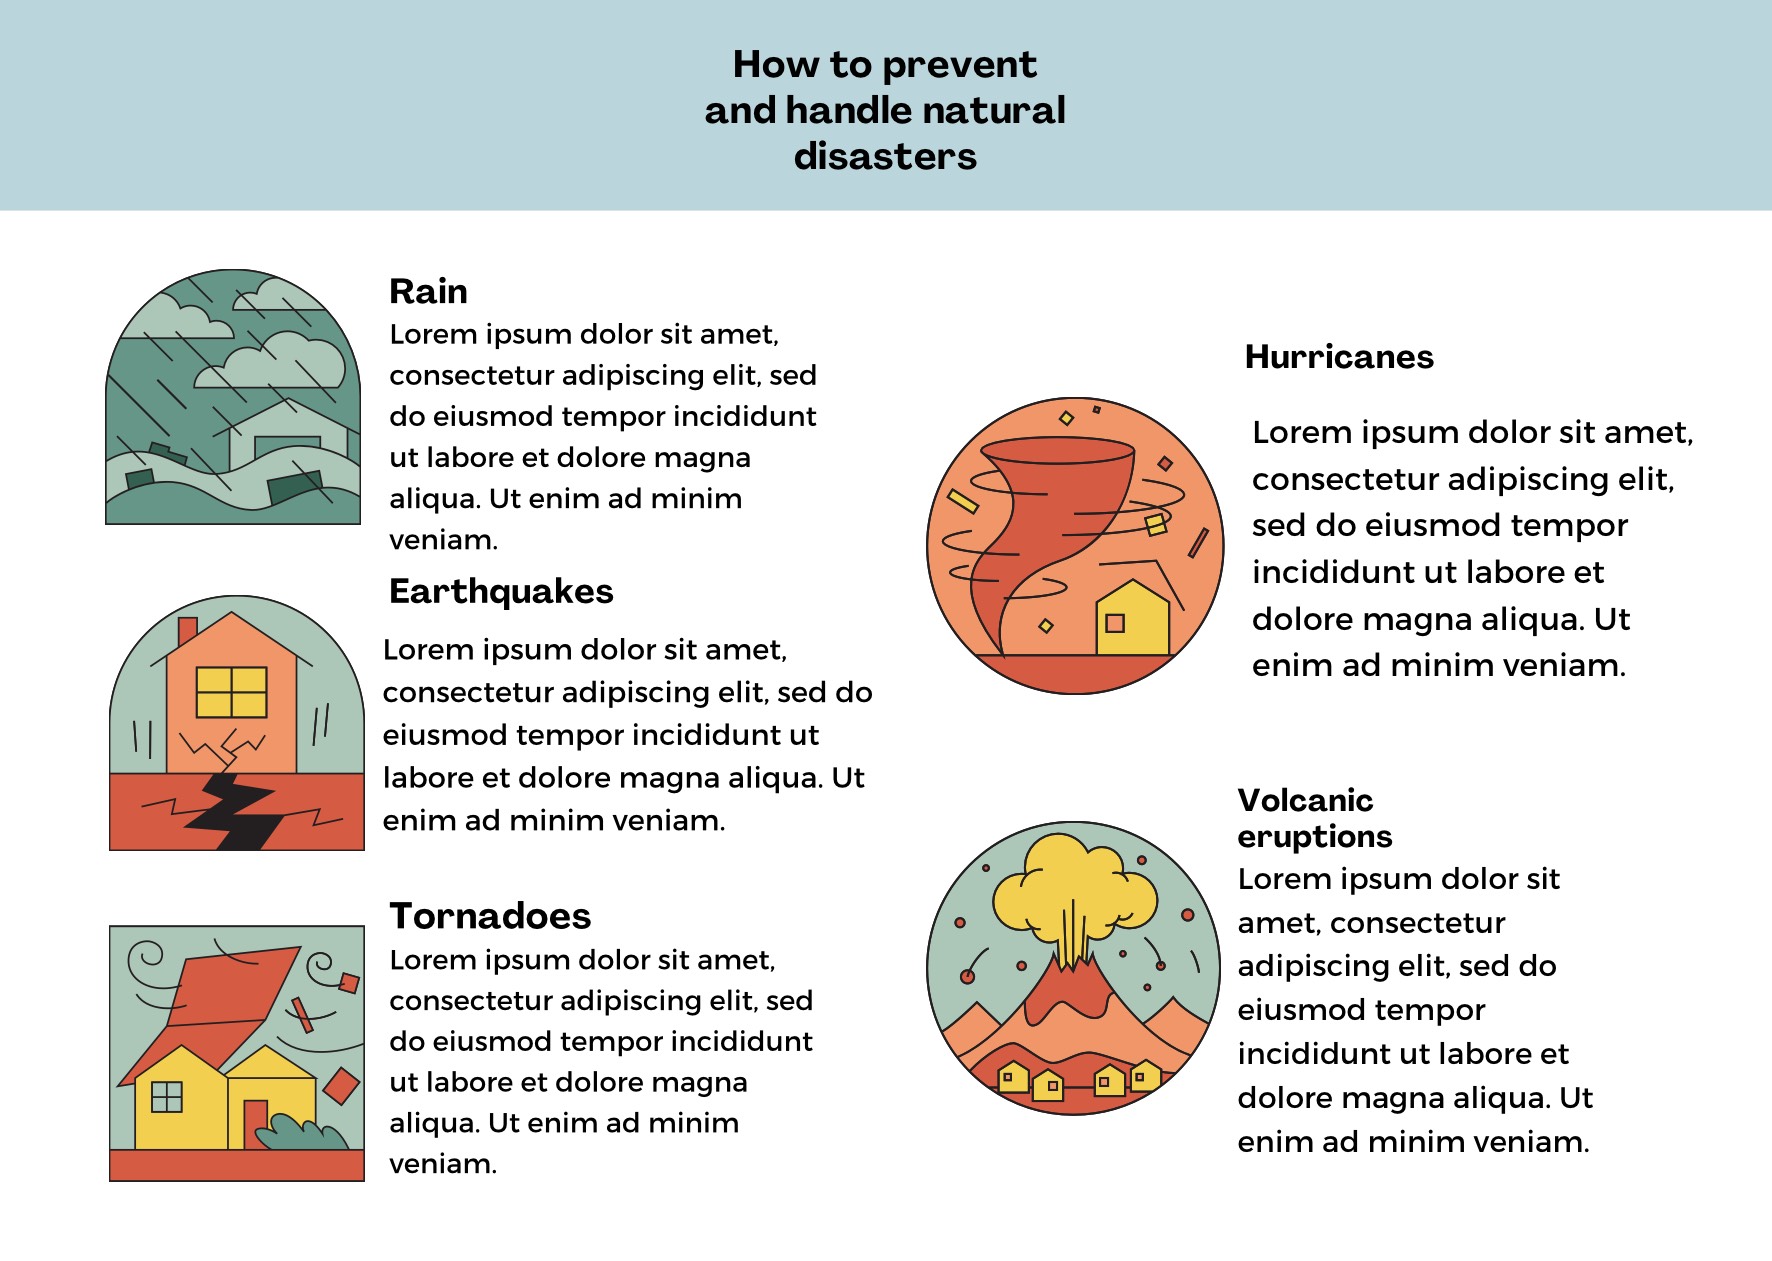 How to prevent
and handle natural
disasters
Rain
Lorem ipsum dolor sit amet,
consectetur adipiscing elit, sed
do eiusmod tempor incididunt
ut labore et dolore magna
aliqua. Ut enim ad minim
veniam.
Earthquakes
Lorem ipsum dolor sit amet,
consectetur adipiscing elit, sed do
eiusmod tempor incididunt ut
labore et dolore magna aliqua. Ut
enim ad minim veniam.
Tornadoes
Lorem ipsum dolor sit amet,
consectetur adipiscing elit, sed
do eiusmod tempor incididunt
ut labore et dolore magna
aliqua. Ut enim ad minim
veniam.
Hurricanes
Lorem ipsum dolor sit amet,
consectetur adipiscing elit,
sed do eiusmod tempor
incididunt ut labore et
dolore magna aliqua. Ut
enim ad minim veniam.
Volcanic
eruptions
Lorem ipsum dolor sit
amet, consectetur
adipiscing elit, sed do
eiusmod tempor
incididunt ut labore et
dolore magna aliqua. Ut
enim ad minim veniam.